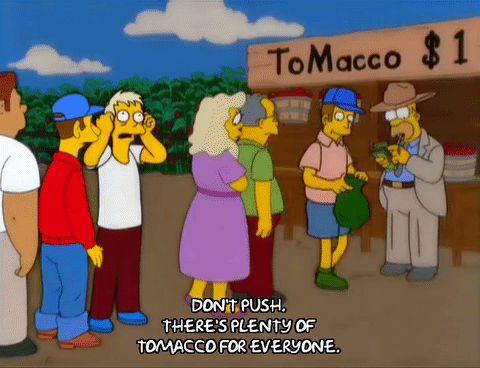 ToMacco $1
DON'T PUSH.
THERE'S PLENTY OF
TOMACCO FOR EVERYONE.